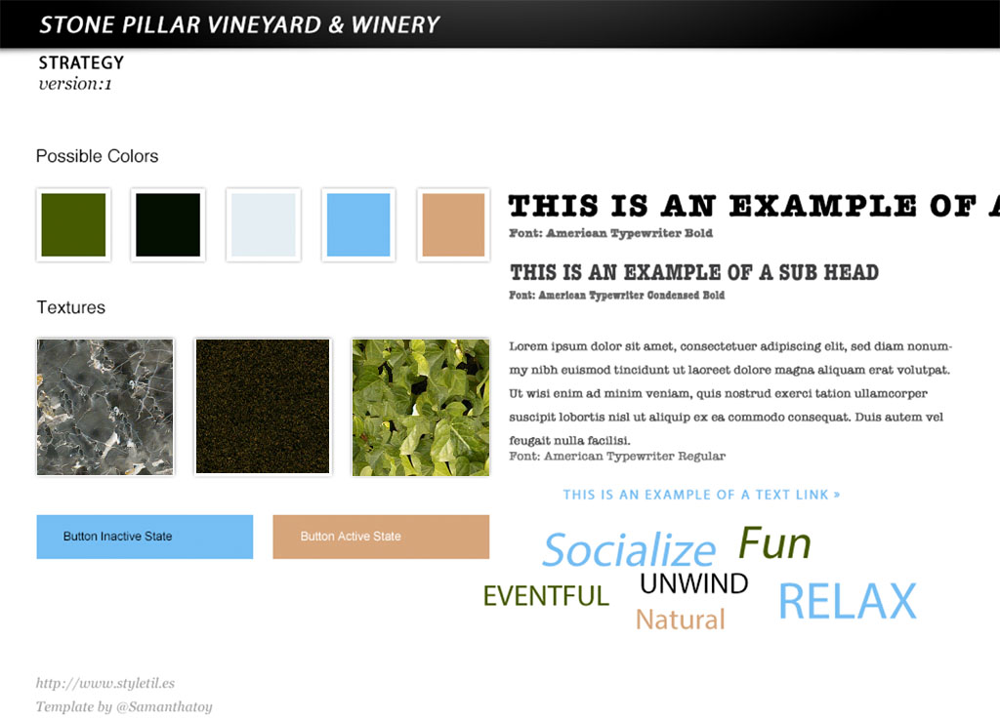 STONE PILLAR VINEYARD & WINERY
STRATEGY
version:1
Possible Colors
Textures
Button Inactive State
Button Active State
THIS IS AN EXAMPLE OF A
Font: American Typewriter Bold
THIS IS AN EXAMPLE OF A SUB HEAD
Font: American Typewriter Condensed Bold
Lorem ipsum dolor sit amet, consectetuer adipiscing elit, sed diam nonum-
my nibh euismod tincidunt ut laoreet dolore magna aliquam erat volutpat.
Ut wisi enim ad minim veniam, quis nostrud exerci tation ullamcorper
suscipit lobortis nisl ut aliquip ex ea commodo consequat. Duis autem vel
feugait nulla facilisi.
Font: American Typewriter Regular
THIS IS AN EXAMPLE OF A TEXT LINK »
Socialize Fun
EVENTFUL UNWIND RELAX
Natural
http://www.styletil.es
Template by @Samanthatoy